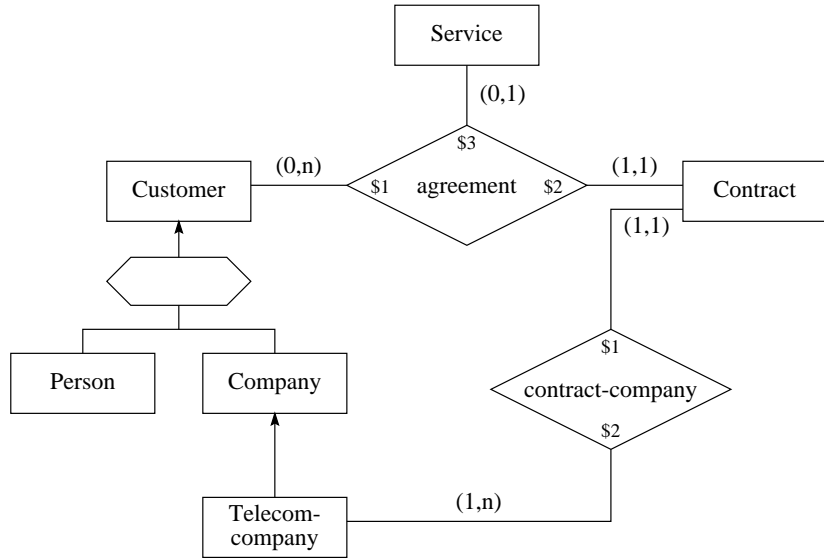 Service
(0,1)
$3
(0,n)
Customer
$1
agreement
$2
(1,1)
Contract
(1,1)
$1
Person
Company
contract-company
$2
(1,n)
Telecom-
company